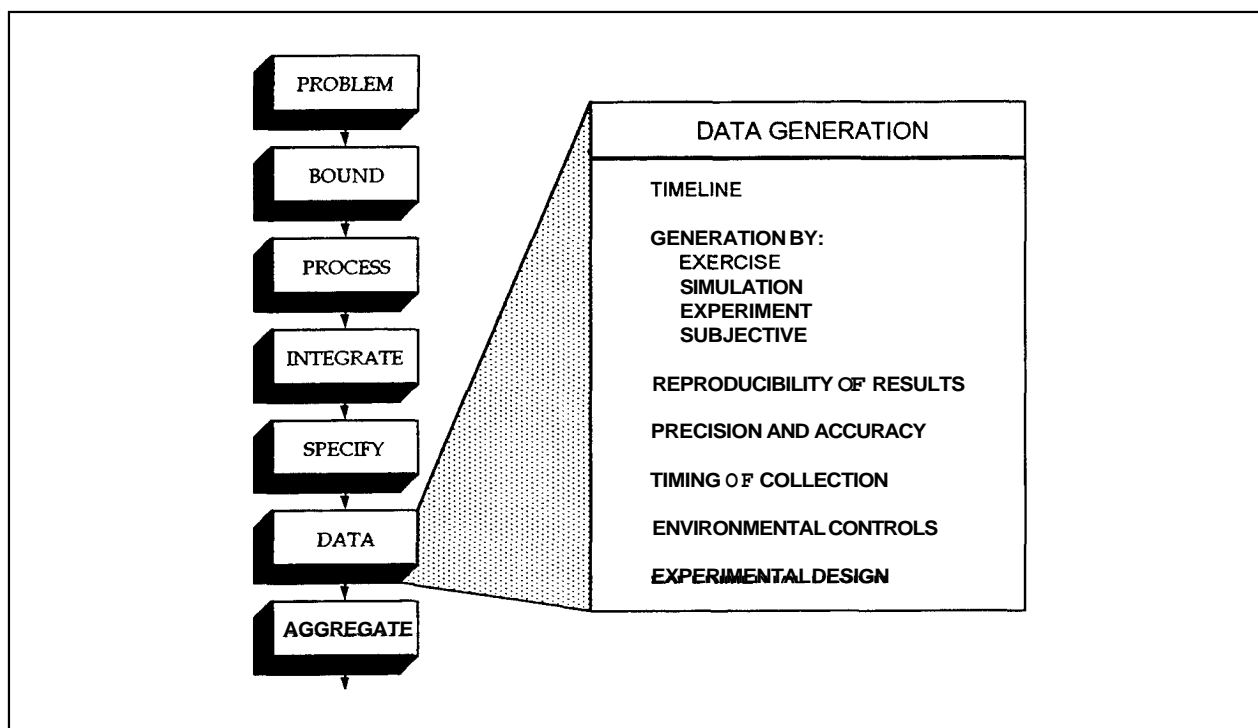 PROBLEM
BOUND
PROCESS
INTEGRATE
SPECIFY
DATA
AGGREGATE
DATA GENERATION
TIMELINE
GENERATION BY:
EXERCISE
SIMULATION
EXPERIMENT
SUBJECTIVE
REPRODUCIBILITY OF RESULTS
PRECISION AND ACCURACY
TIMING OF COLLECTION
ENVIRONMENTAL CONTROLS
EXPERIMENTAL DESIGN